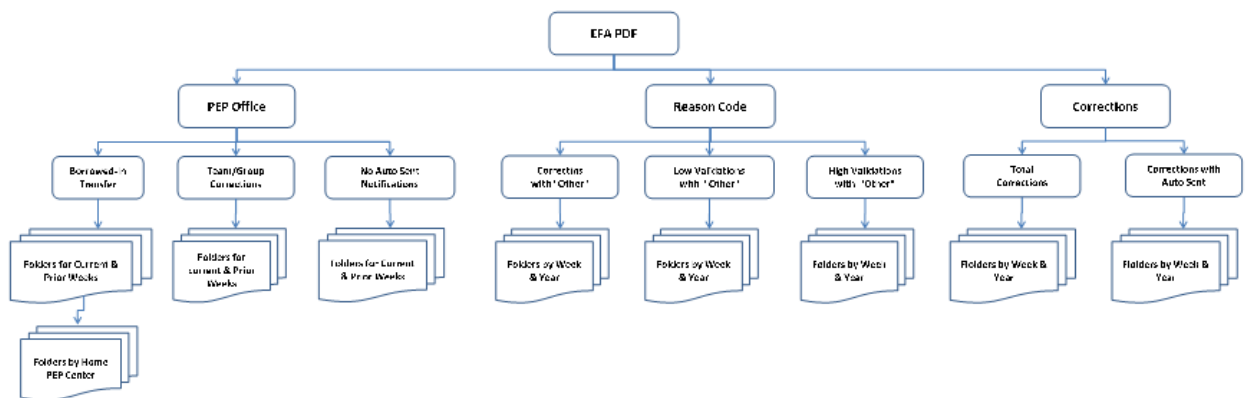 EFA PDF
PEP Office
Reason Code
Corrections
Borrowed-in
Transfer
Team/Group
Corrections
No Auto Sent
Notifications
Corrections
with "Other"
Low Validations
with "Other"
High Validations
with "Other"
Total
Corrections
Corrections with
Auto Sent
Folders for Current &
Prior Weeks
Folders for
current & Prior
Weeks
Folders for Current
& Prior Weeks
Folders by Week
& Year
Folders by Week
& Year
Folders by Week
& Year
Folders by Week &
Year
Folders by Week &
Year
Folders by Home
PEP Center